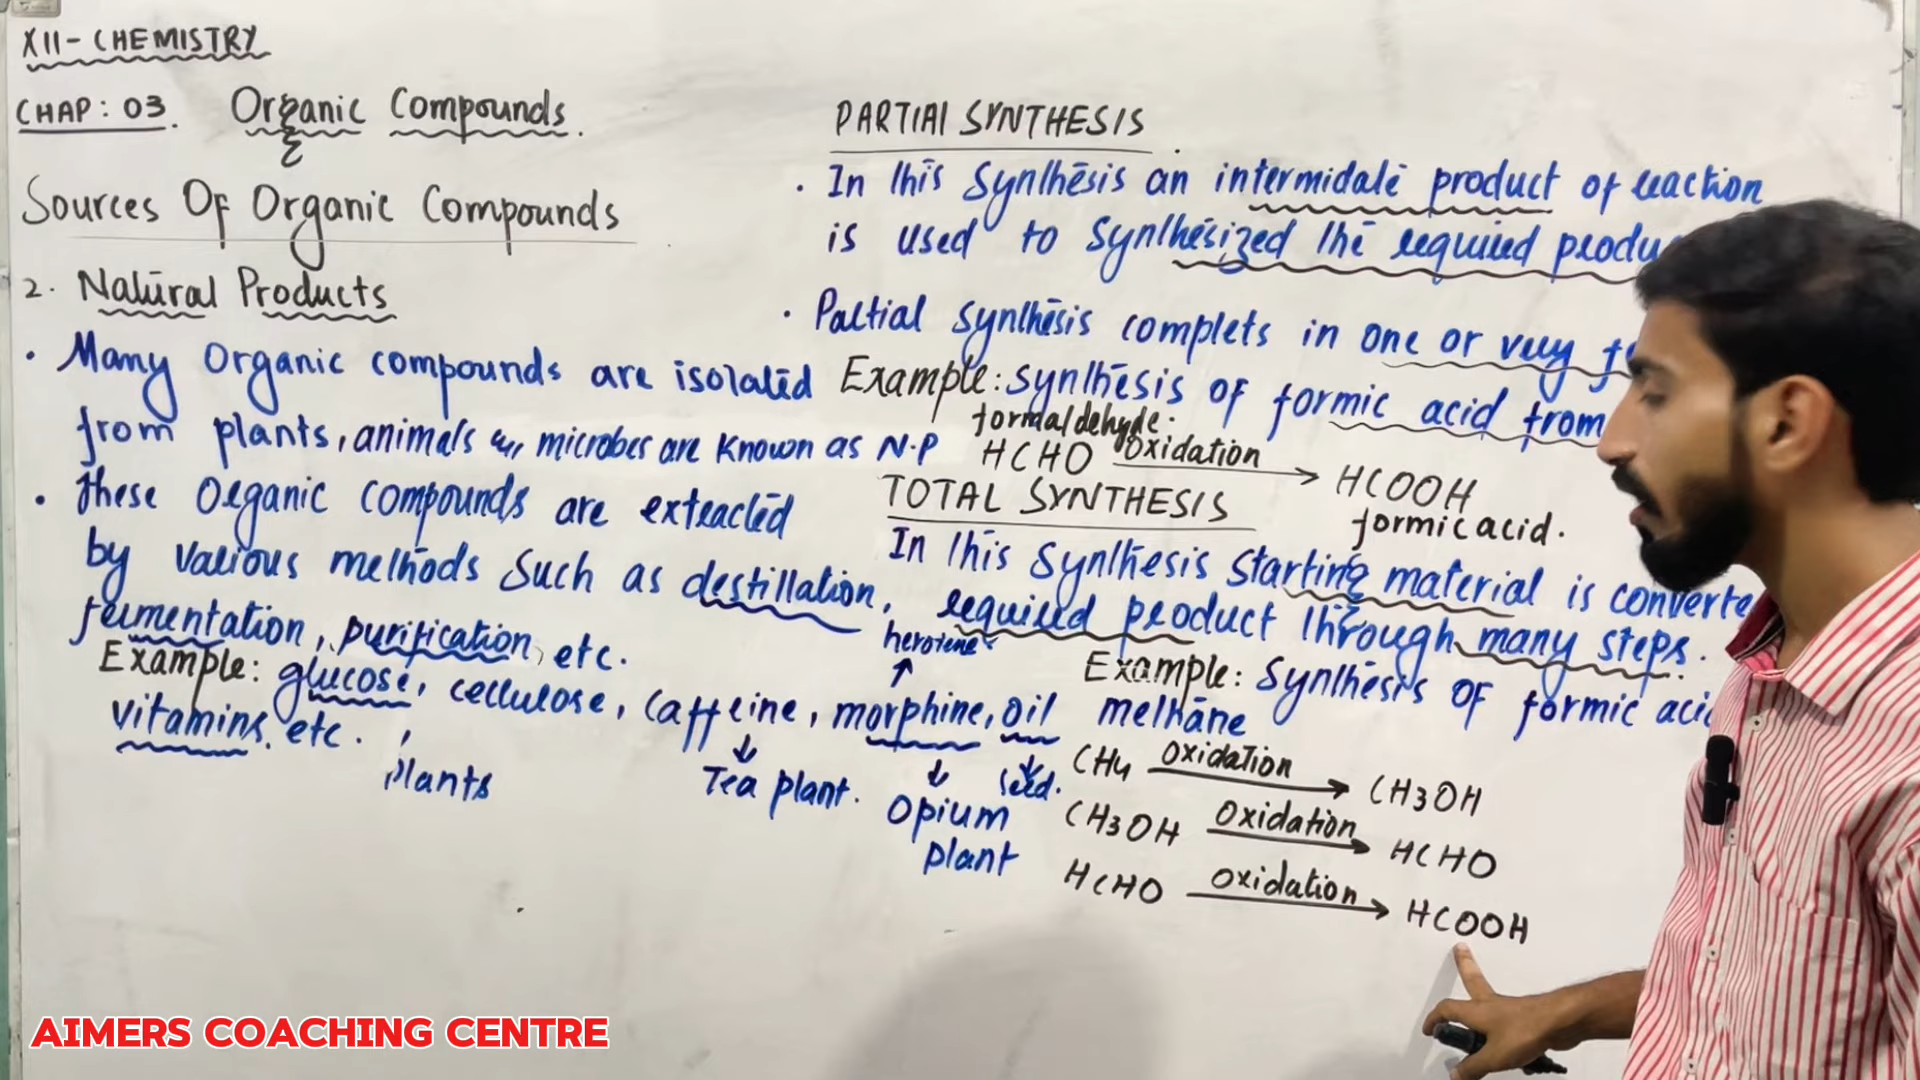 XII- CHEMISTRY
CHAP: 03. Organic Compounds.
&
Sources Of Organic Compounds
2. Natural Products
. Many Organic compounds are isolated
from plants, animals microbes are Known as N.P
. These Organic compounds are extracted
by various methods Such as destillation,
fermentation, purification, etc.
Example: glucose, cellulose, caffeine, morphine, oil
vitamins, etc.
plants
Tea plant.
Opium
plant
seed.
PARTIAl SYNTHESIS
. In this Synthesis an intermidate product of reaction
is used to Synthesized the required produ
. Partial Synthesis complets in one or very f
Example: Synthesis of formic acid from
formaldehyde.
HCHO oxidation → HCOOH
formic acid.
TOTAL SYNTHESIS
In this Synthesis Starting material is converte
required product through many steps.
Example: Synthesis OF formic aci
methane
CH4 oxidation → CH3OH
CH3OH Oxidation → HCHO
HCHO oxidation → HCOOH
AIMERS COACHING CENTRE